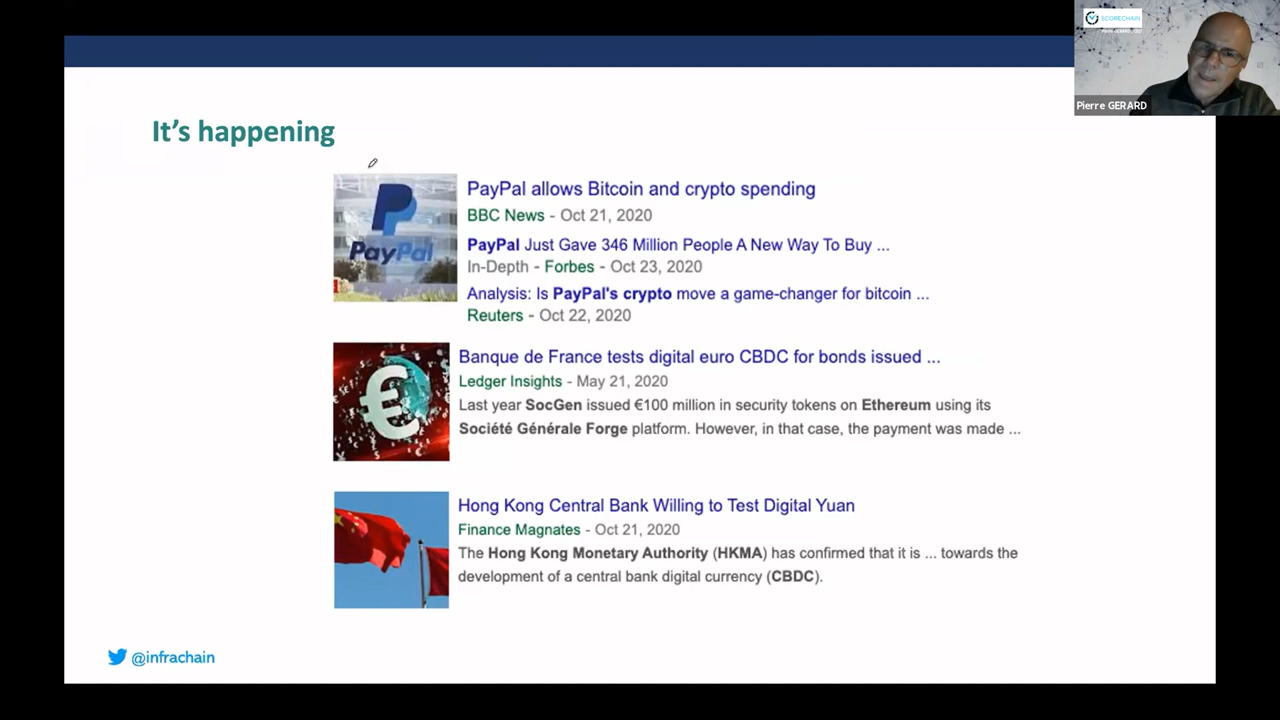 SCORECHAIN
Pierre GERARD
It's happening
PayPal
PayPal allows Bitcoin and crypto spending
BBC News - Oct 21, 2020
PayPal Just Gave 346 Million People A New Way To Buy ...
In-Depth - Forbes - Oct 23, 2020
Analysis: Is PayPal's crypto move a game-changer for bitcoin ...
Reuters - Oct 22, 2020
Banque de France tests digital euro CBDC for bonds issued ...
Ledger Insights - May 21, 2020
Last year SocGen issued €100 million in security tokens on Ethereum using its
Société Générale Forge platform. However, in that case, the payment was made ...
Hong Kong Central Bank Willing to Test Digital Yuan
Finance Magnates - Oct 21, 2020
The Hong Kong Monetary Authority (HKMA) has confirmed that it is ... towards the
development of a central bank digital currency (CBDC).
@infrachain